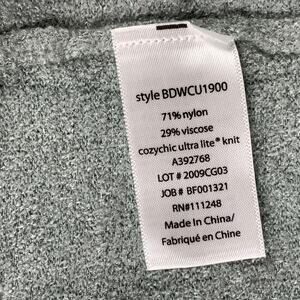 style BDWCU1900
71% nylon
29% viscose
cozychic ultra lite® knit
A392768
LOT # 2009CG03
JOB # BF001321
RN#111248
Made In China/
Fabriqué en Chine